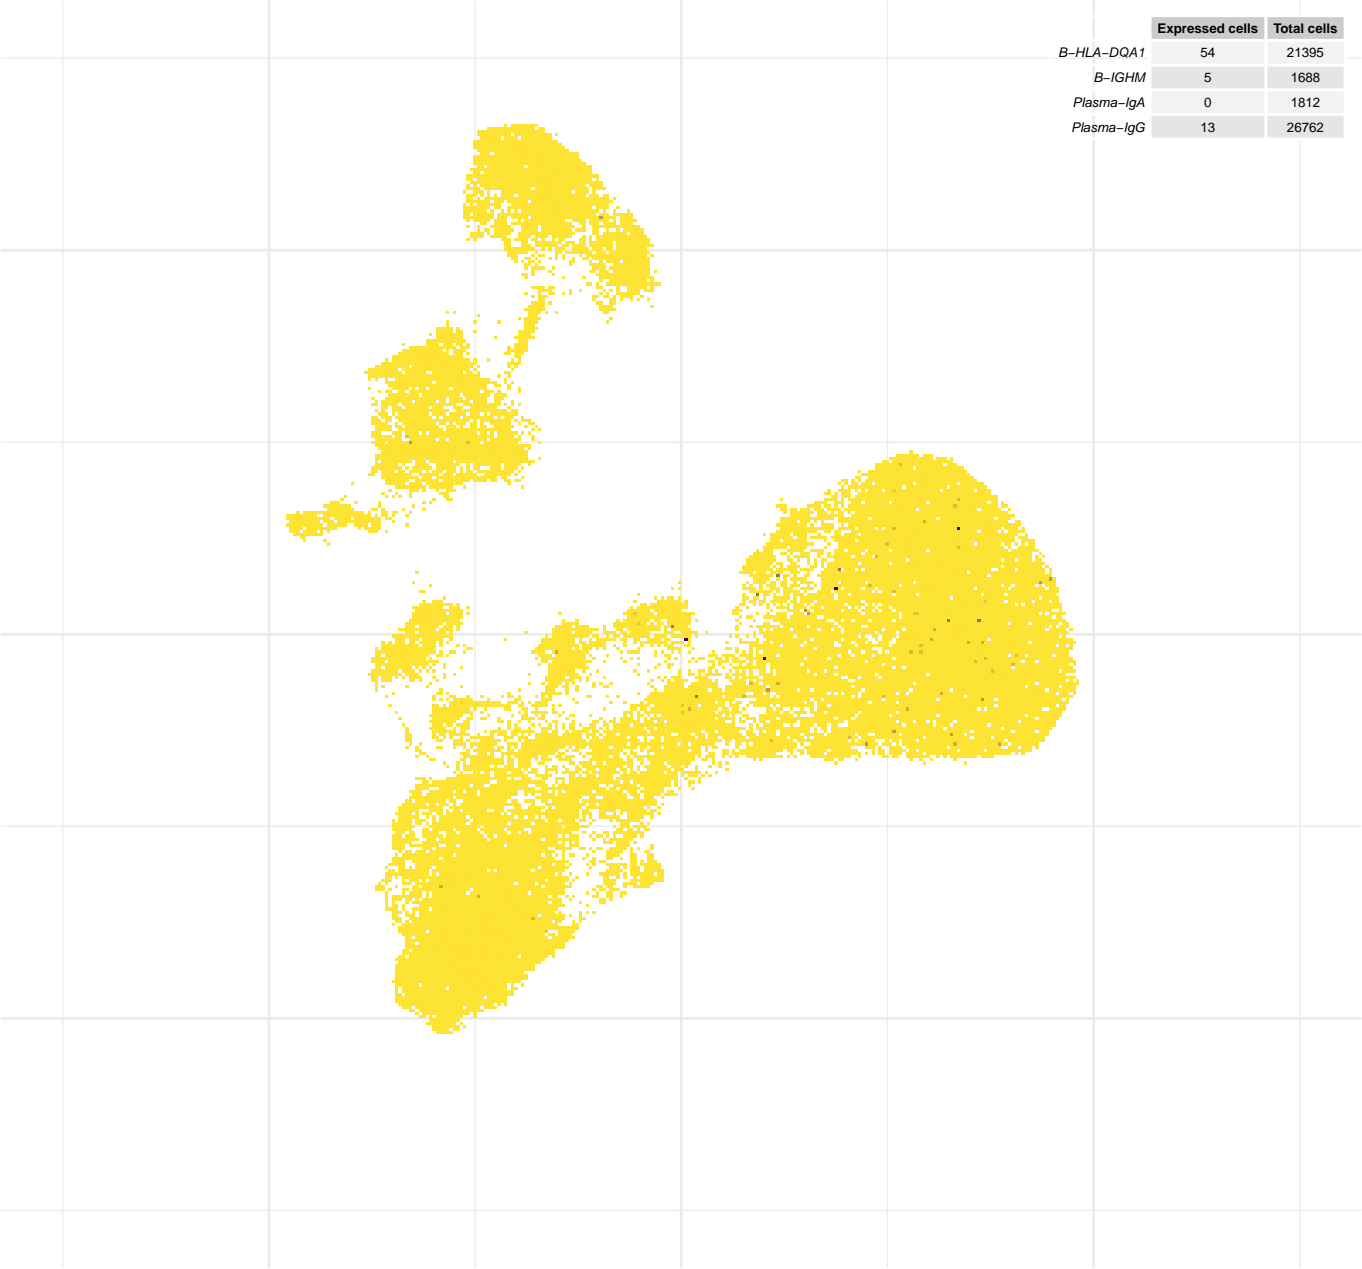 Expressed cells Total cells
B−HLA−DQA1 54 21395
B−IGHM 5 1688
Plasma−IgA 0 1812
Plasma−IgG 13 26762